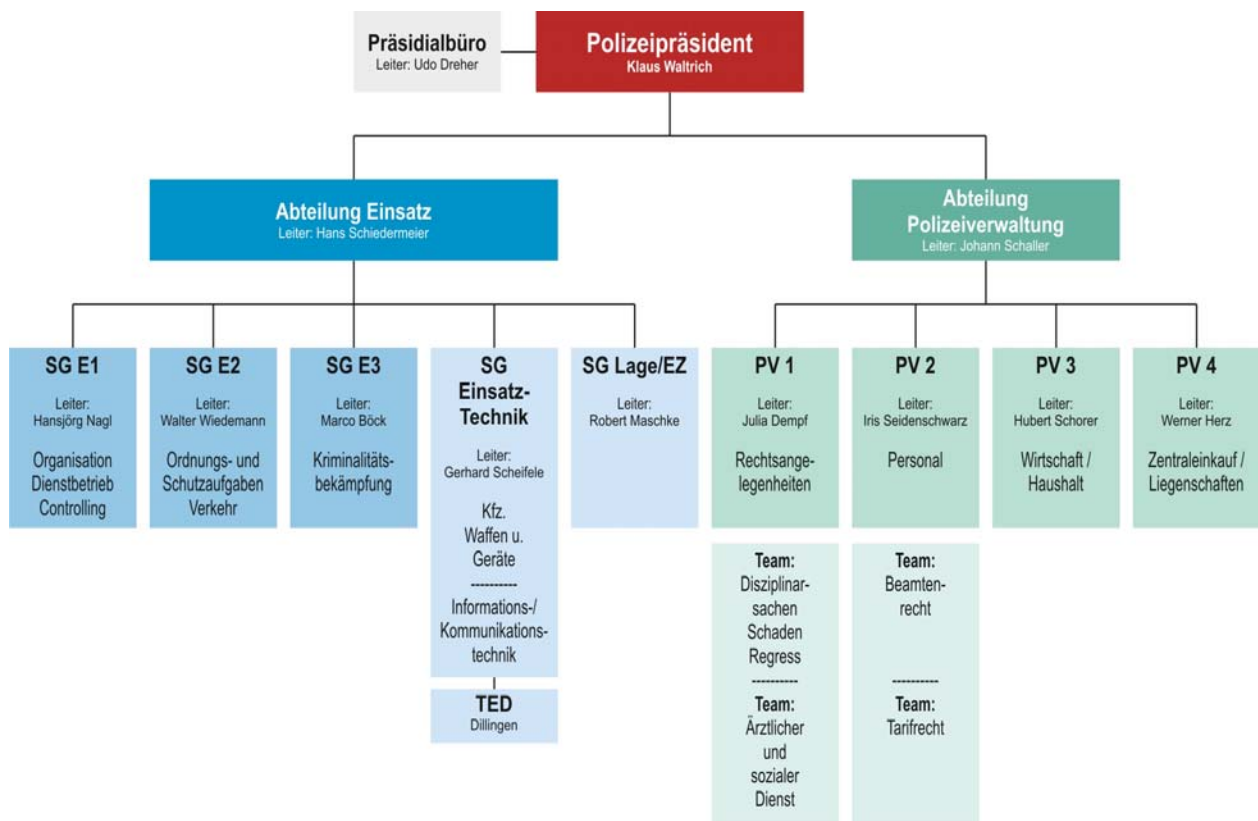 Präsidialbüro
Leiter: Udo Dreher
Polizeipräsident
Klaus Waltrich
Abteilung Einsatz
Leiter: Hans Schiedermeier
Abteilung
Polizeiverwaltung
Leiter: Johann Schaller
SG E1
Leiter:
Hansjörg Nagl
Organisation
Dienstbetrieb
Controlling
SG E2
Leiter:
Walter Wiedemann
Ordnungs- und
Schutzaufgaben
Verkehr
SG E3
Leiter:
Marco Böck
Kriminalitäts-
bekämpfung
SG
Einsatz-
Technik
Leiter:
Gerhard Scheifele
Kfz.
Waffen u.
Geräte
----------
Informations-/
Kommunikations-
technik
TED
Dillingen
SG Lage/EZ
Leiter:
Robert Maschke
PV 1
Leiter:
Julia Dempf
Rechtsange-
legenheiten
Team:
Disziplinar-
sachen
Schaden
Regress
----------
Team:
Ärztlicher
und
sozialer
Dienst
PV 2
Leiter:
Iris Seidenschwarz
Personal
Team:
Beamten-
recht
----------
Team:
Tarifrecht
PV 3
Leiter:
Hubert Schorer
Wirtschaft /
Haushalt
PV 4
Leiter:
Werner Herz
Zentraleinkauf /
Liegenschaften